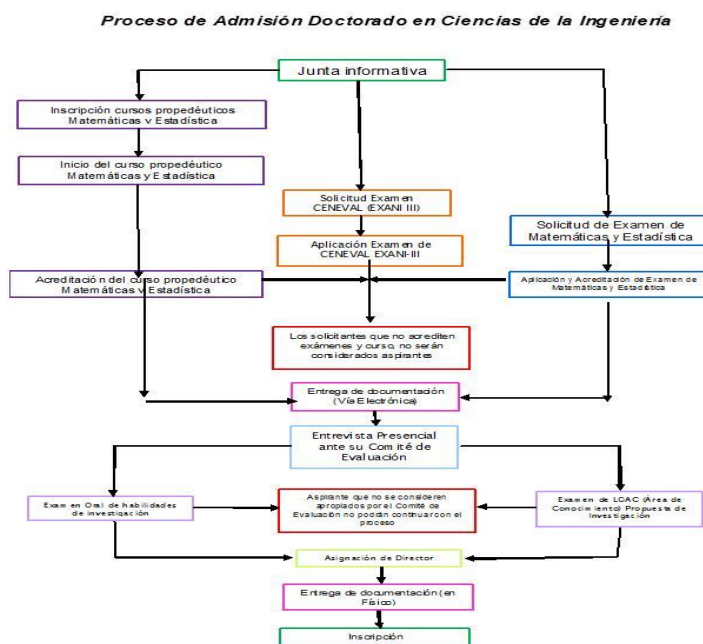 Proceso de Admisión Doctorado en Ciencias de la Ingeniería
Junta informativa
Inscripción cursos propedéuticos
Matemáticas y Estadística
Inicio del curso propedéutico
Matemáticas y Estadística
Solicitud Examen
CENEVAL (EXANI III)
Solicitud de Examen de
Matemáticas y Estadística
Aplicación Examen de
CENEVAL EXANI-III
Acreditación del curso propedéutico
Matemáticas y Estadística
Aplicación y Acreditación de Examen de
Matemáticas y Estadística
Los solicitantes que no acrediten
exámenes y curso, no serán
considerados aspirantes
Entrega de documentación
(Vía Electrónica)
Entrevista Presencial
ante su Comité de
Evaluación
Examen Oral de habilidades
de investigación
Aspirante que no se consideren
apropiados por el Comité de
Evaluación no podrán continuar con el
proceso
Examen de LGAC (Área de
Conocimiento) Propuesta de
Investigación
Asignación de Director
Entrega de documentación (en
Físico)
Inscripción